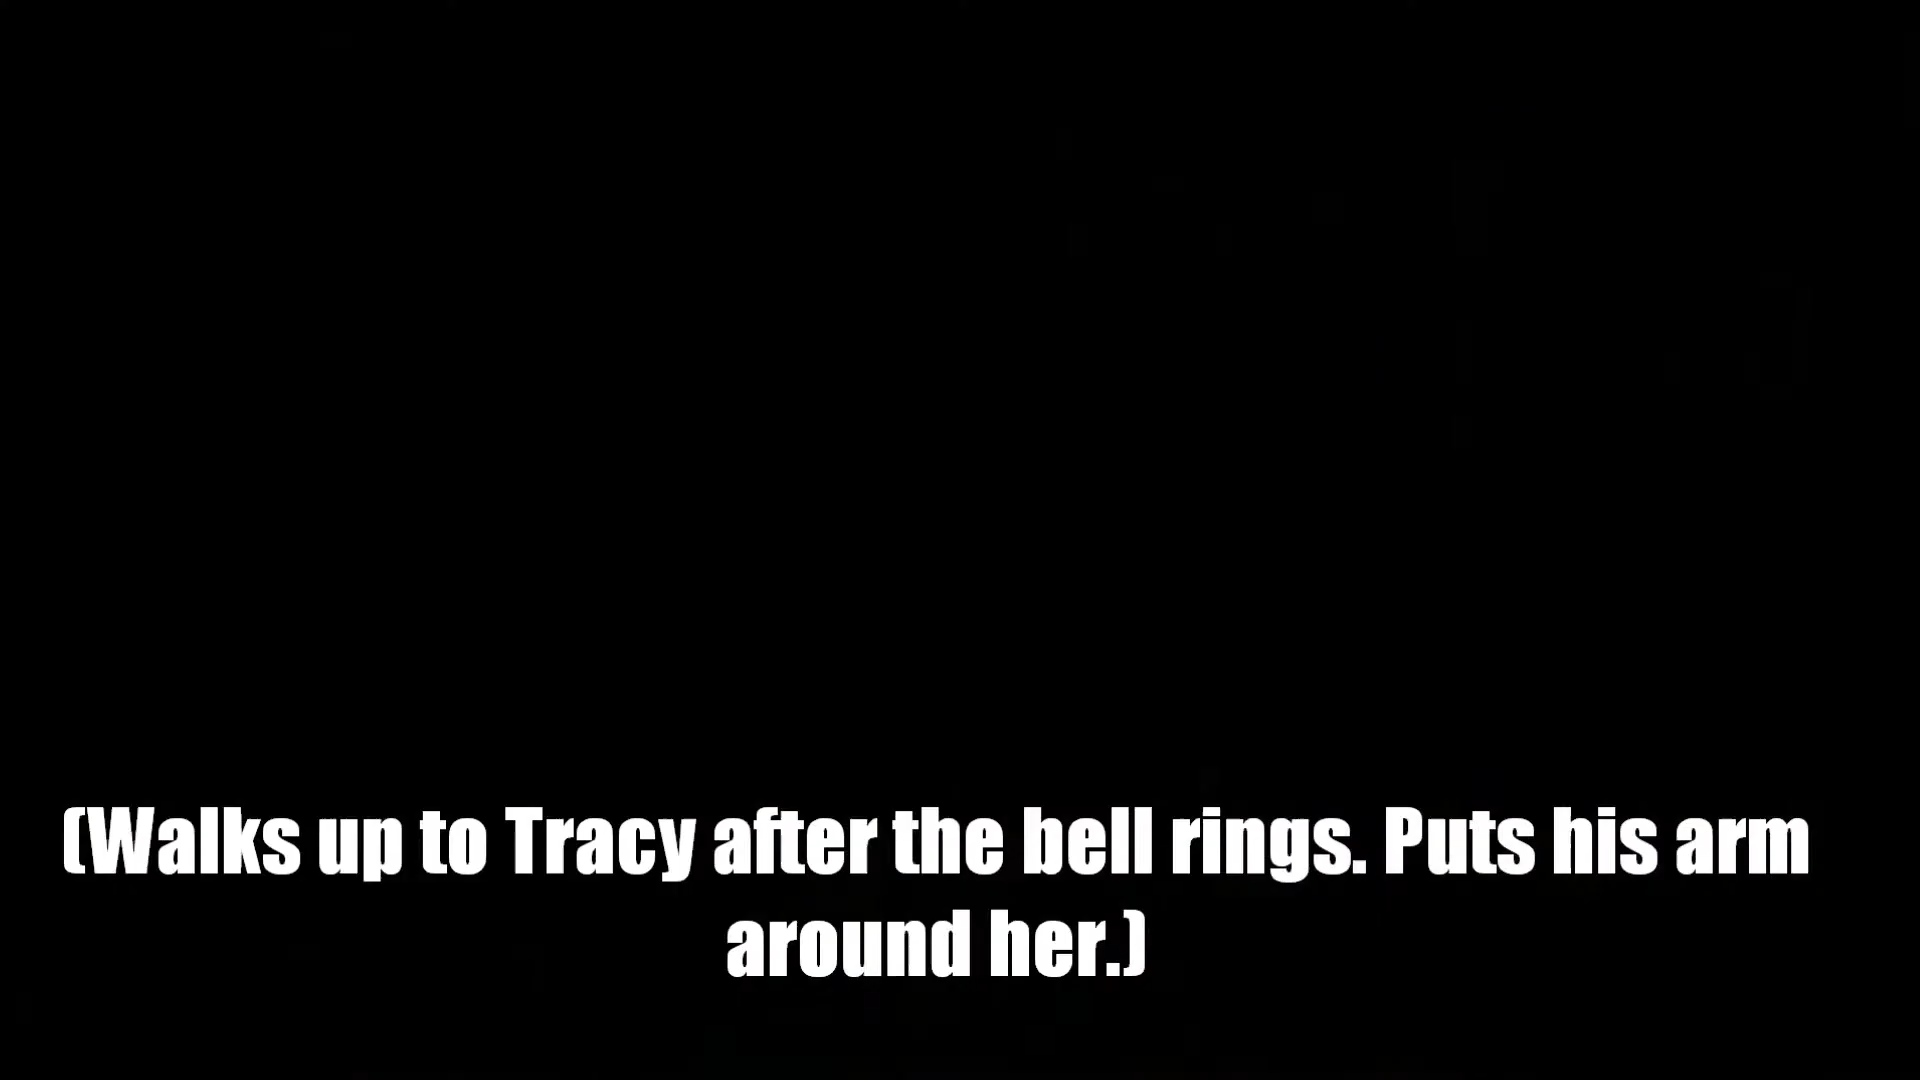 (Walks up to Tracy after the bell rings. Puts his arm
around her.)